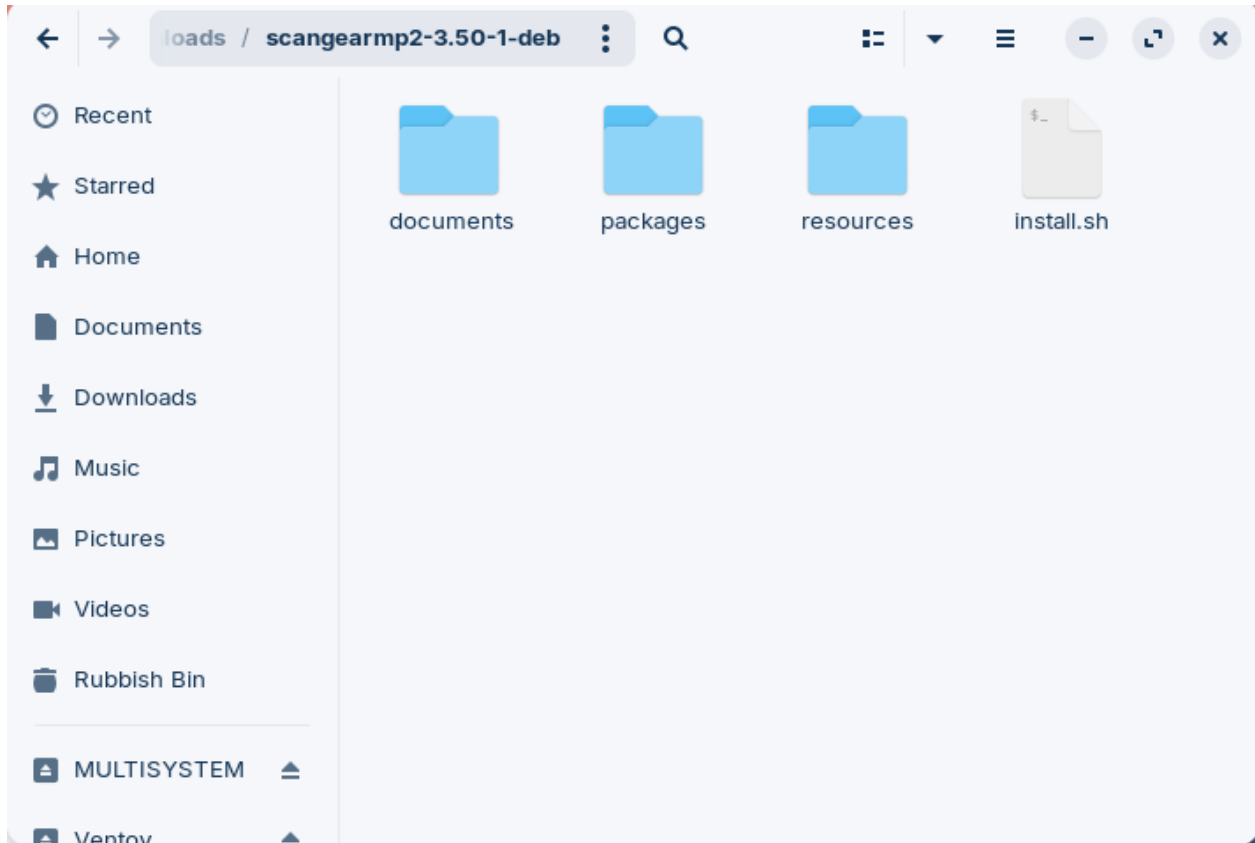 loads / scangearmp2-3.50-1-deb
Recent
Starred
Home
Documents
Downloads
Music
Pictures
Videos
Rubbish Bin
MULTISYSTEM
Ventoy
documents
packages
resources
$_
install.sh